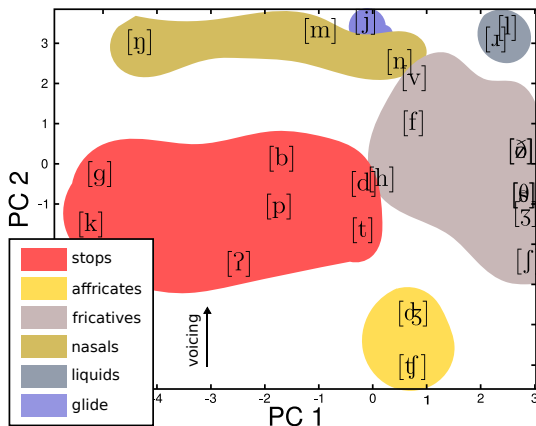 PC 2
3
2
1
0
-1
[ŋ]
[m]
[j]
[ɹ]
[l]
[n]
[v]
[f]
[b]
[ð]
[g]
[d]
[h]
[θ]
[p]
[ʒ]
[k]
[t]
[ʔ]
[ʃ]
[ʤ]
[ʧ]
voicing
stops
affricates
fricatives
nasals
liquids
glide
-4 -3 -2 -1 0 1 2 3
PC 1